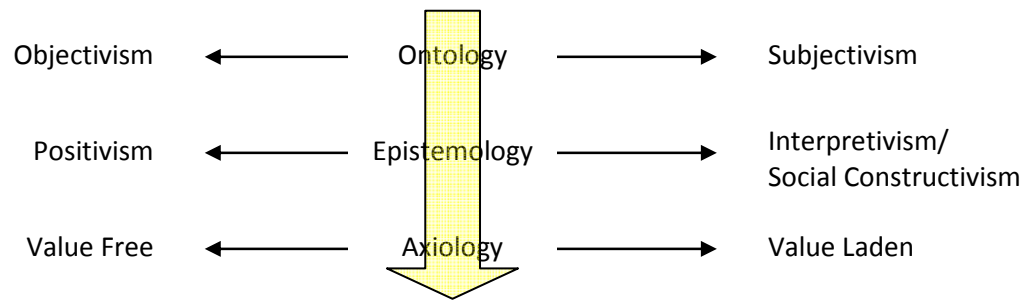 Objectivism Ontology Subjectivism
Positivism Epistemology Interpretivism/
Social Constructivism
Value Free Axiology Value Laden